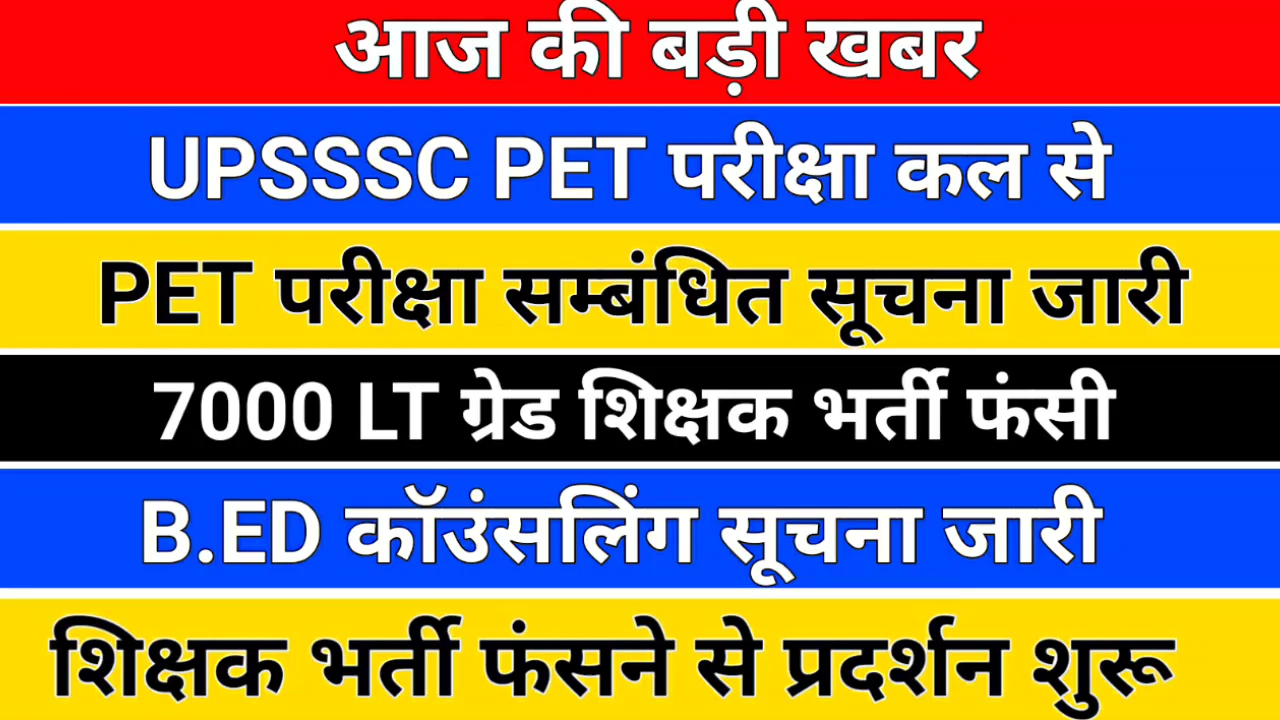 आज की बड़ी खबर
UPSSSC PET परीक्षा कल से
PET परीक्षा सम्बंधित सूचना जारी
7000 LT ग्रेड शिक्षक भर्ती फंसी
B.ED कॉउंसलिंग सूचना जारी
शिक्षक भर्ती फंसने से प्रदर्शन शुरू